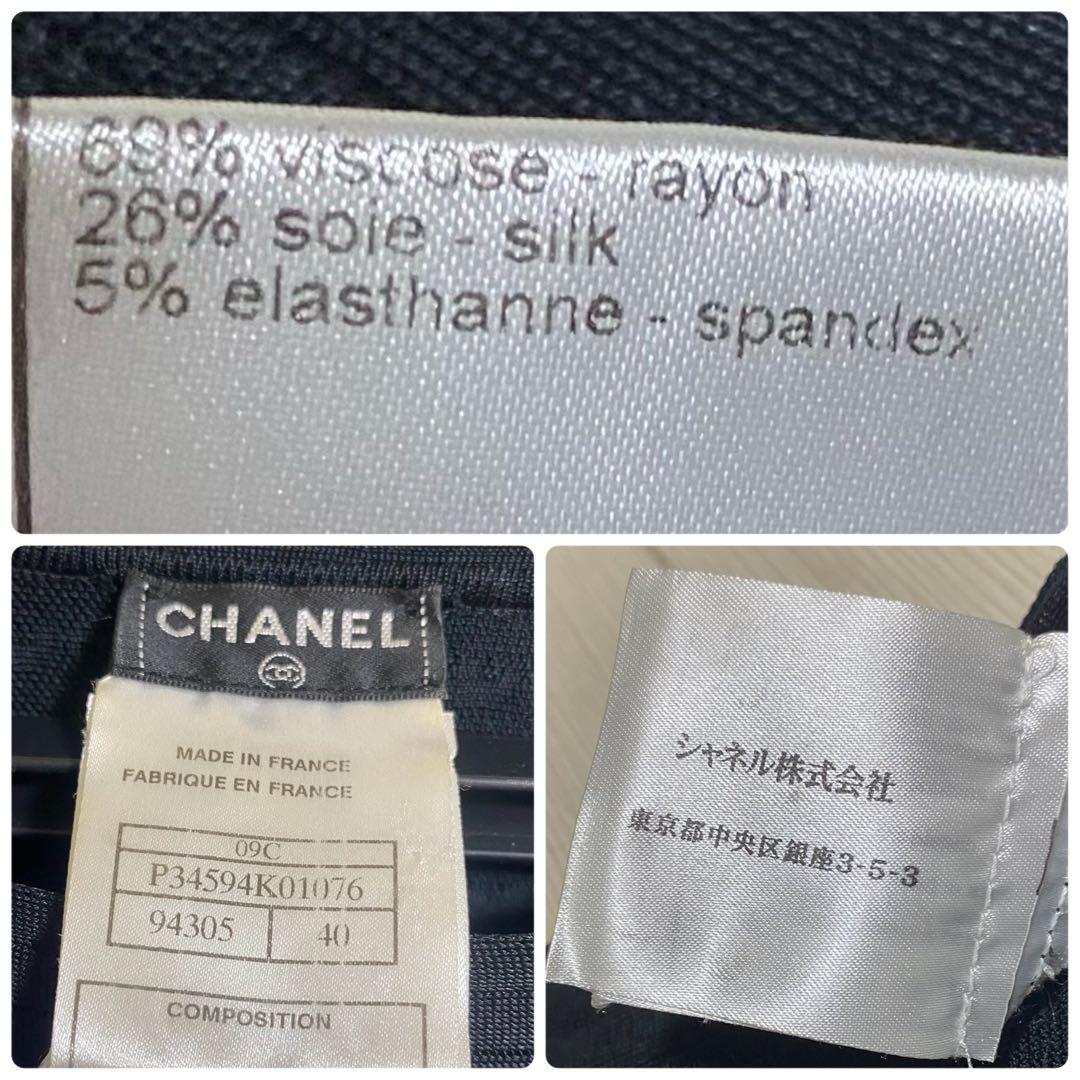 69% viscose - rayon
26% soie - silk
5% elasthanne - spandex
CHANEL
MADE IN FRANCE
FABRIQUE EN FRANCE
09C
P34594K01076
94305 40
COMPOSITION
シャネル株式会社
東京都中央区銀座3-5-3